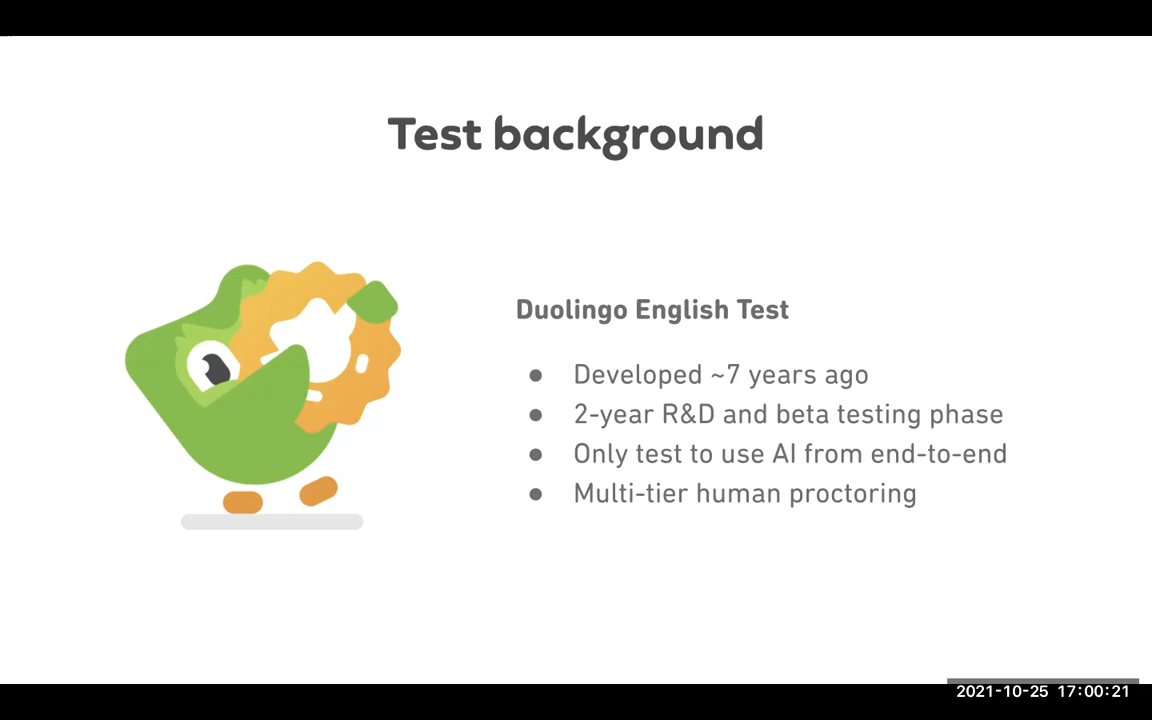 Test background
Duolingo English Test
● Developed ~7 years ago
● 2-year R&D and beta testing phase
● Only test to use AI from end-to-end
● Multi-tier human proctoring
2021-10-25 17:00:21